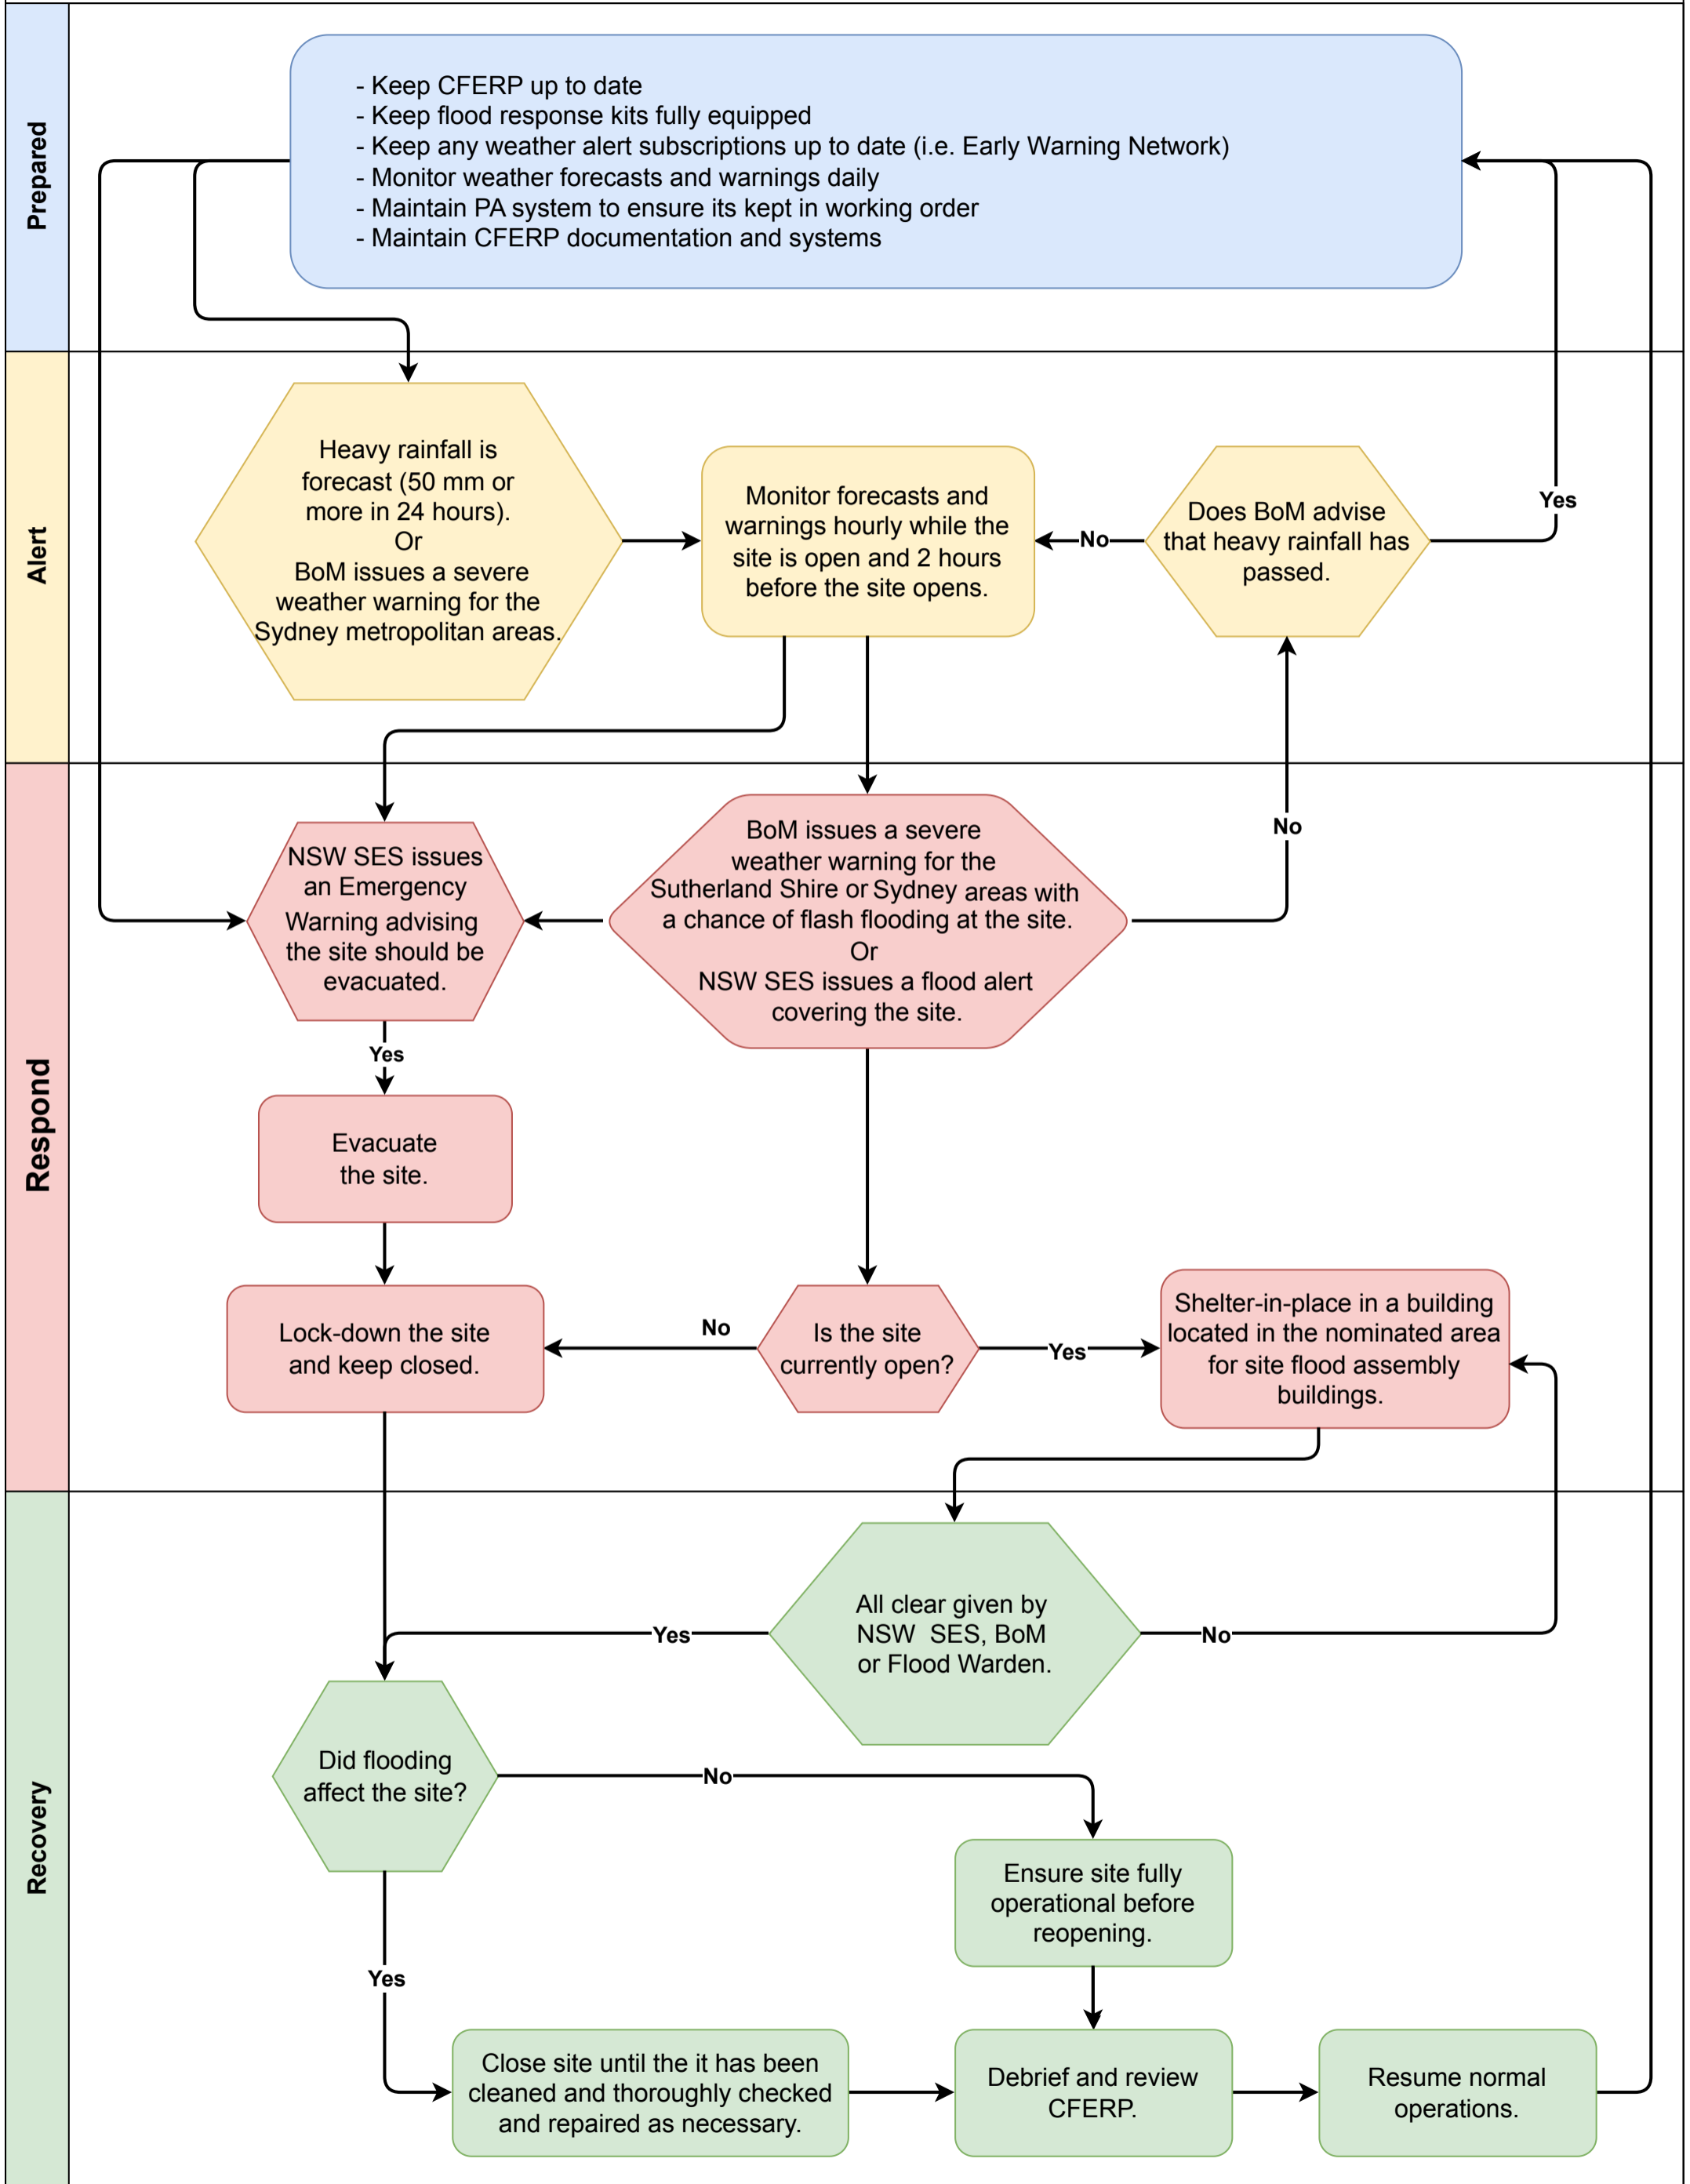 Prepared
- Keep CFERP up to date
- Keep flood response kits fully equipped
- Keep any weather alert subscriptions up to date (i.e. Early Warning Network)
- Monitor weather forecasts and warnings daily
- Maintain PA system to ensure its kept in working order
- Maintain CFERP documentation and systems
Alert
Heavy rainfall is
forecast (50 mm or
more in 24 hours).
Or
BoM issues a severe
weather warning for the
Sydney metropolitan areas.
Monitor forecasts and
warnings hourly while the
site is open and 2 hours
before the site opens.
No
Does BoM advise
that heavy rainfall has
passed.
Yes
Respond
NSW SES issues
an Emergency
Warning advising
the site should be
evacuated.
BoM issues a severe
weather warning for the
Sutherland Shire or Sydney areas with
a chance of flash flooding at the site.
Or
NSW SES issues a flood alert
covering the site.
No
Yes
Evacuate
the site.
Lock-down the site
and keep closed.
No
Is the site
currently open?
Yes
Shelter-in-place in a building
located in the nominated area
for site flood assembly
buildings.
Recovery
All clear given by
NSW SES, BoM
or Flood Warden.
Yes
No
Did flooding
affect the site?
No
Ensure site fully
operational before
reopening.
Yes
Close site until the it has been
cleaned and thoroughly checked
and repaired as necessary.
Debrief and review
CFERP.
Resume normal
operations.